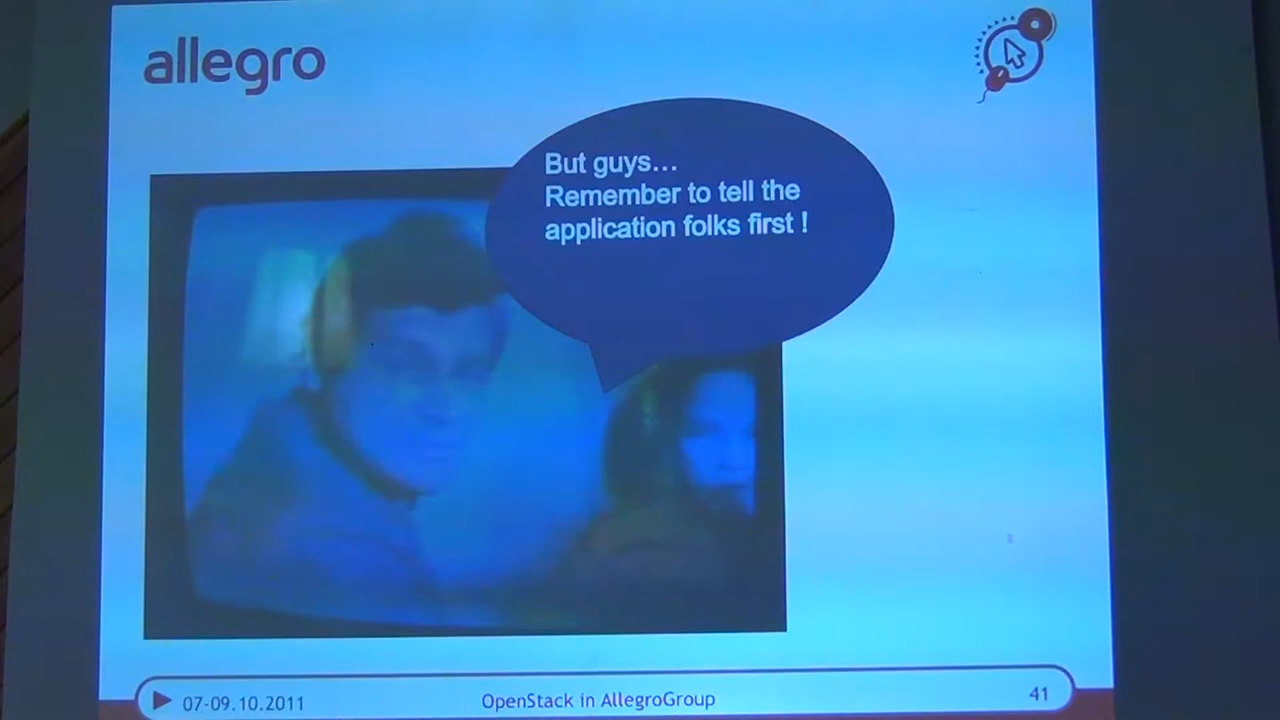 allegro
But guys...
Remember to tell the
application folks first !
07-09.10.2011
OpenStack in AllegroGroup
41